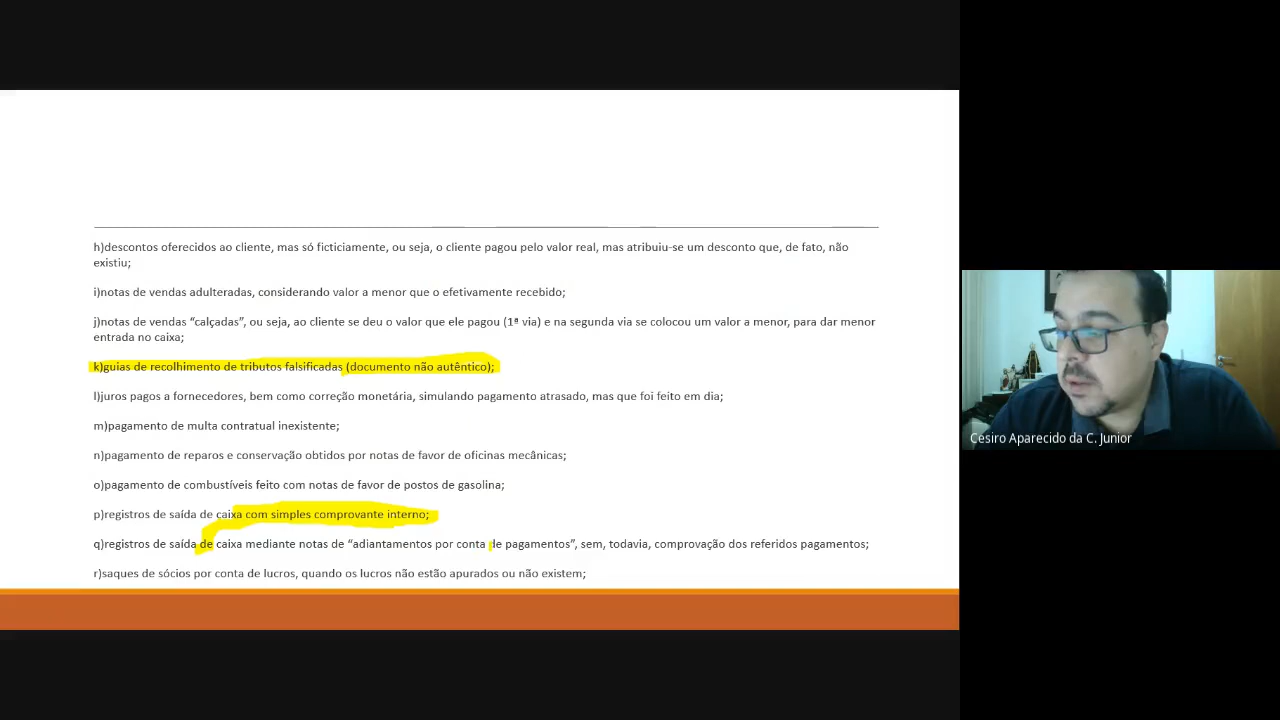 h)descontos oferecidos ao cliente, mas só ficticiamente, ou seja, o cliente pagou pelo valor real, mas atribuiu-se um desconto que, de fato, não
existiu;
i)notas de vendas adulteradas, considerando valor a menor que o efetivamente recebido;
j)notas de vendas “calçadas”, ou seja, ao cliente se deu o valor que ele pagou (1ª via) e na segunda via se colocou um valor a menor, para dar menor
entrada no caixa;
k)guias de recolhimento de tributos falsificadas (documento não autêntico);
l)juros pagos a fornecedores, bem como correção monetária, simulando pagamento atrasado, mas que foi feito em dia;
m)pagamento de multa contratual inexistente;
n)pagamento de reparos e conservação obtidos por notas de favor de oficinas mecânicas;
o)pagamento de combustíveis feito com notas de favor de postos de gasolina;
p)registros de saída de caixa com simples comprovante interno;
q)registros de saída de caixa mediante notas de “adiantamentos por conta de pagamentos”, sem, todavia, comprovação dos referidos pagamentos;
r)saques de sócios por conta de lucros, quando os lucros não estão apurados ou não existem;
Cesiro Aparecido da C. Junior